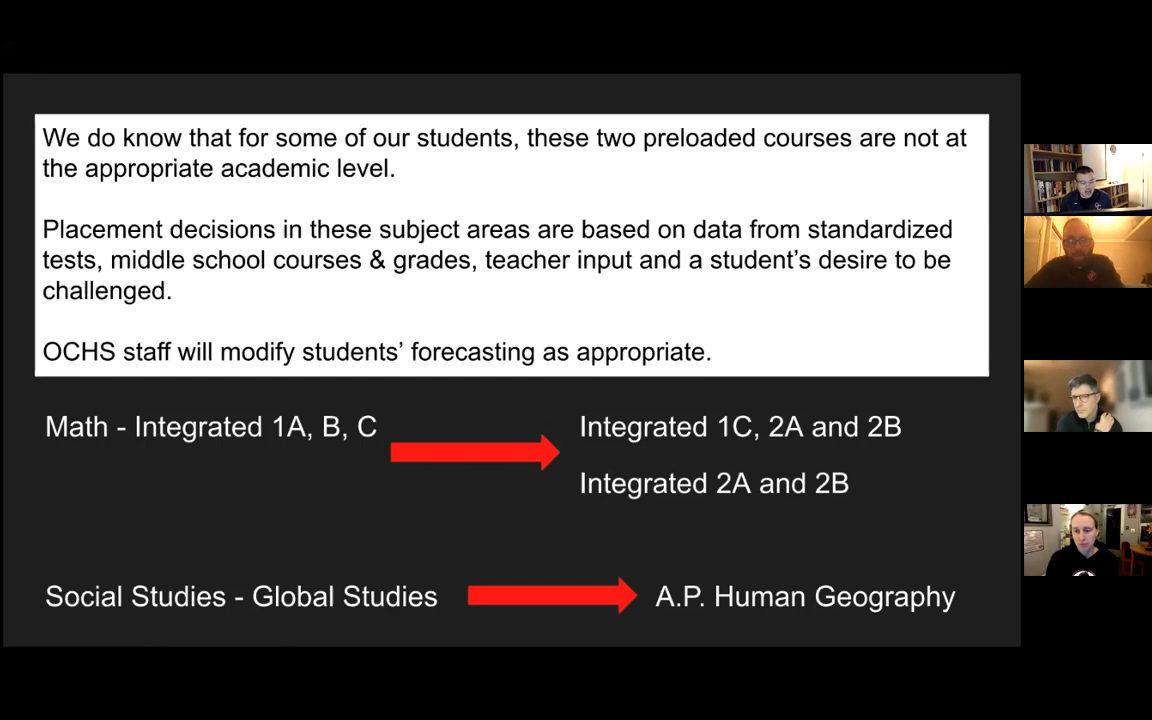 We do know that for some of our students, these two preloaded courses are not at
the appropriate academic level.
Placement decisions in these subject areas are based on data from standardized
tests, middle school courses & grades, teacher input and a student’s desire to be
challenged.
OCHS staff will modify students’ forecasting as appropriate.
Math - Integrated 1A, B, C
Integrated 1C, 2A and 2B
Integrated 2A and 2B
Social Studies - Global Studies
A.P. Human Geography